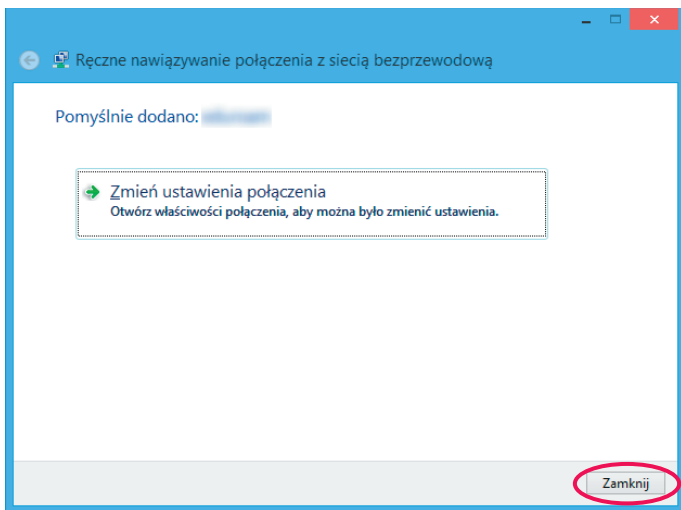 Ręczne nawiązywanie połączenia z siecią bezprzewodową
Pomyślnie dodano:
Zmień ustawienia połączenia
Otwórz właściwości połączenia, aby można było zmienić ustawienia.
Zamknij